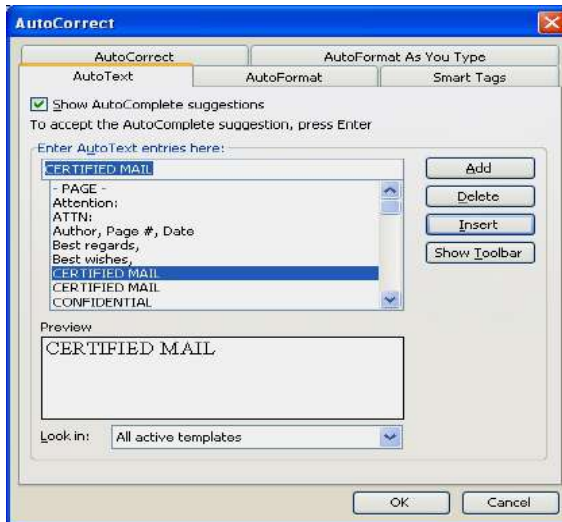 AutoCorrect
AutoCorrect AutoFormat As You Type
AutoText AutoFormat Smart Tags
Show AutoComplete suggestions
To accept the AutoComplete suggestion, press Enter
Enter AutoText entries here:
CERTIFIED MAIL Add
- PAGE -
Attention:
ATTN:
Author, Page #, Date
Best regards,
Best wishes,
CERTIFIED MAIL
CERTIFIED MAIL
CONFIDENTIAL
Delete
Insert
Show Toolbar
Preview
CERTIFIED MAIL
Look in: All active templates
OK Cancel